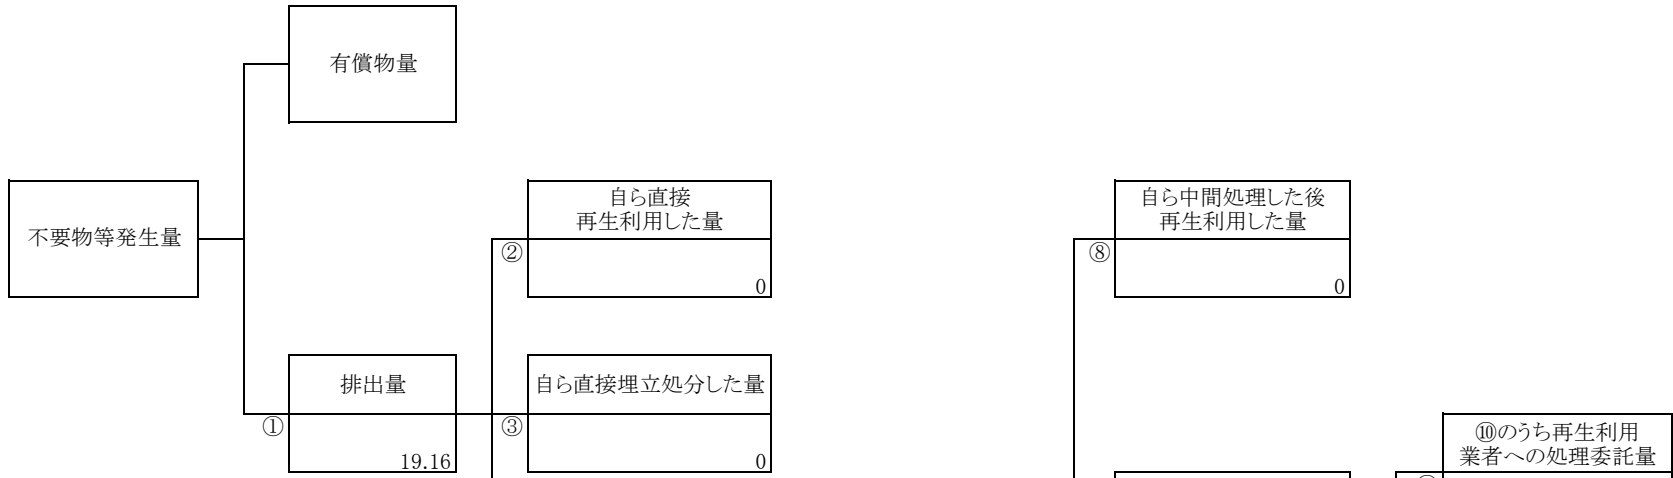 有償物量
不要物等発生量
自ら直接
再生利用した量
②
0
自ら中間処理した後
再生利用した量
⑧
0
排出量
①
19.16
自ら直接埋立処分した量
③
0
⑩のうち再生利用
業者への処理委託量